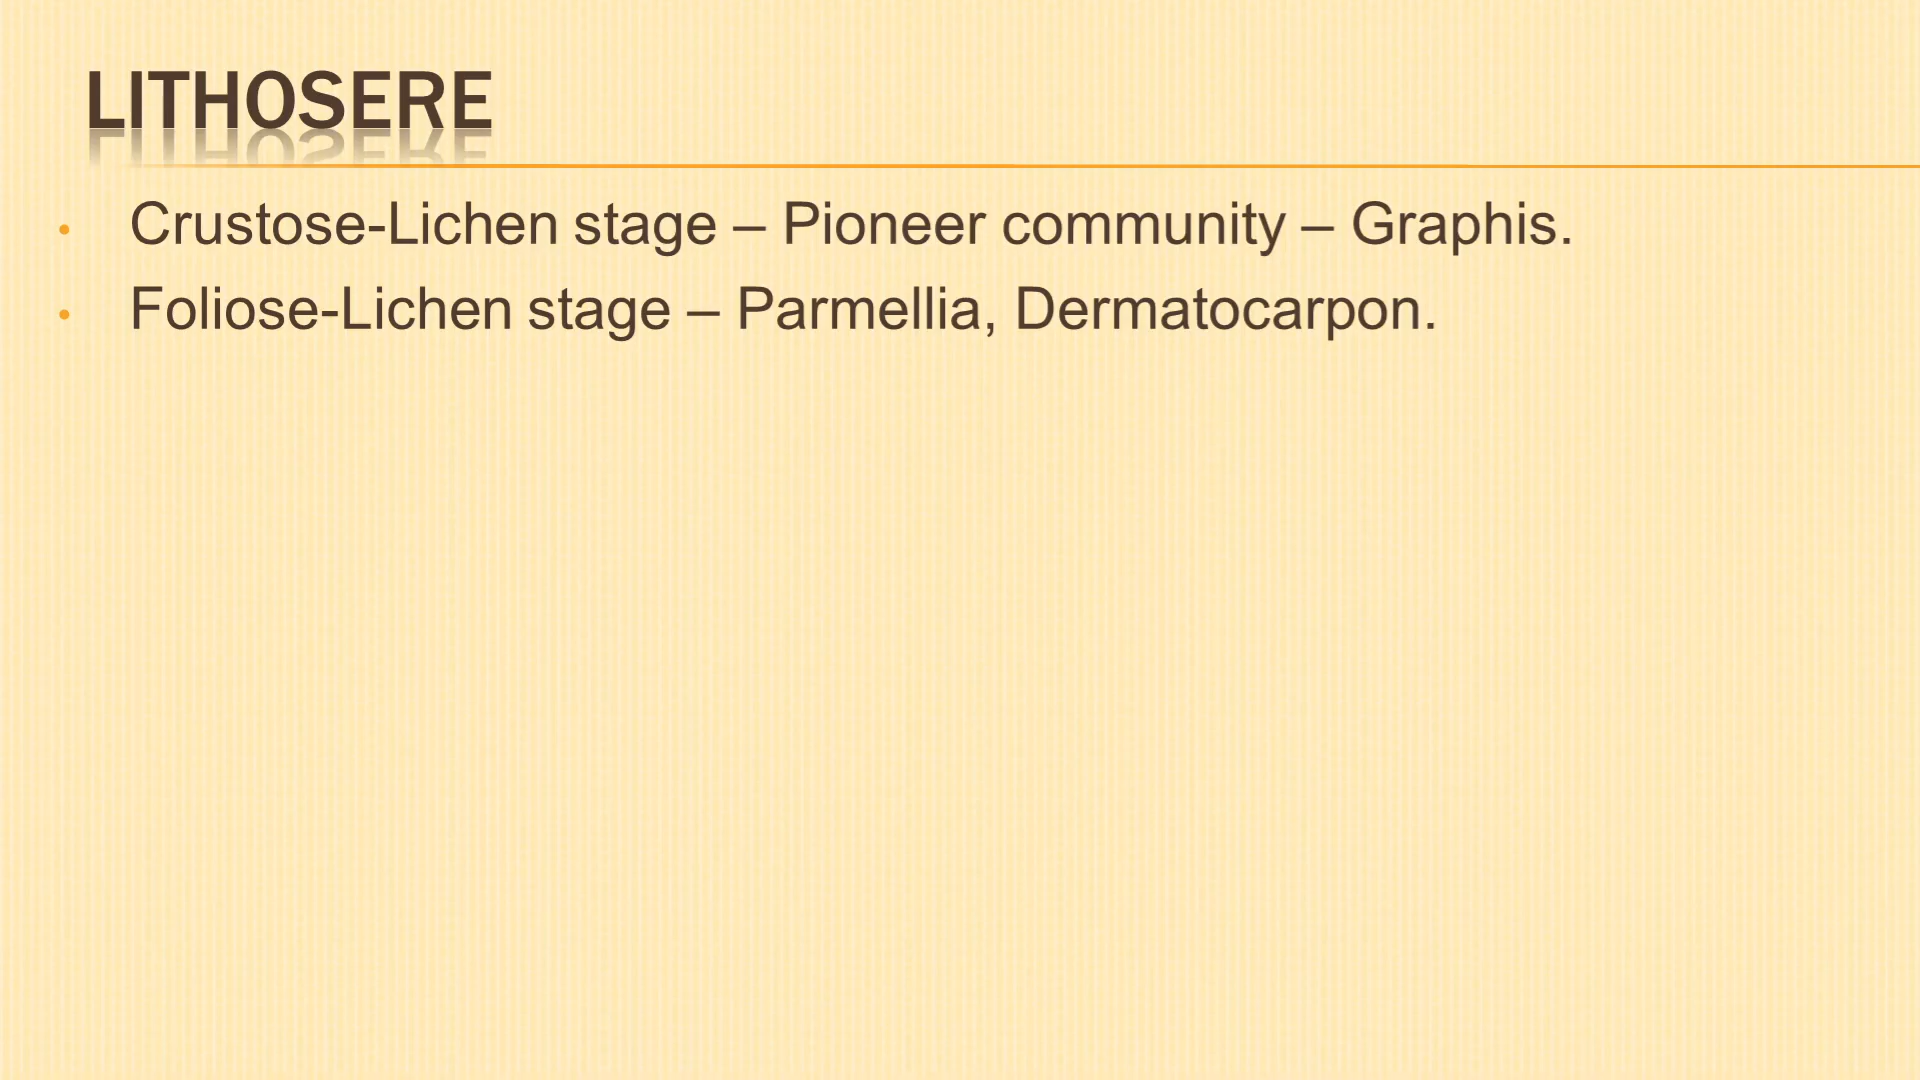 LITHOSERE
• Crustose-Lichen stage – Pioneer community – Graphis.
• Foliose-Lichen stage – Parmellia, Dermatocarpon.